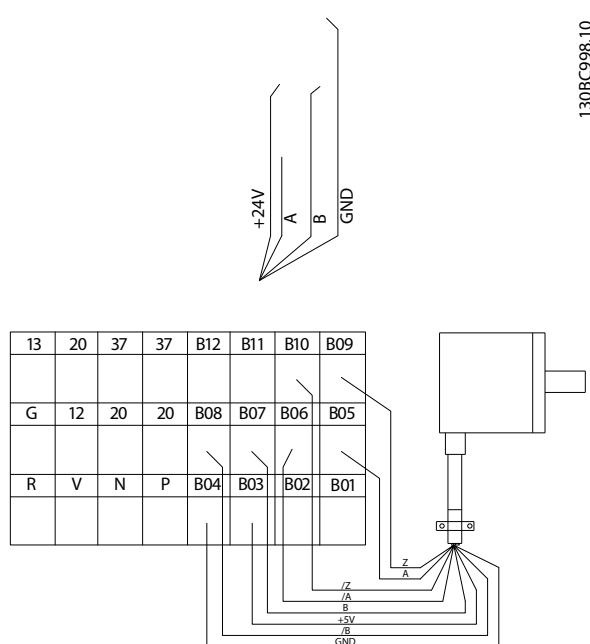 130BC998.10
+24V
A
B
GND
13 20 37 37 B12 B11 B10 B09
G 12 20 20 B08 B07 B06 B05
R V N P B04 B03 B02 B01
Z
A
/Z
/A
B
+5V
/B
GND